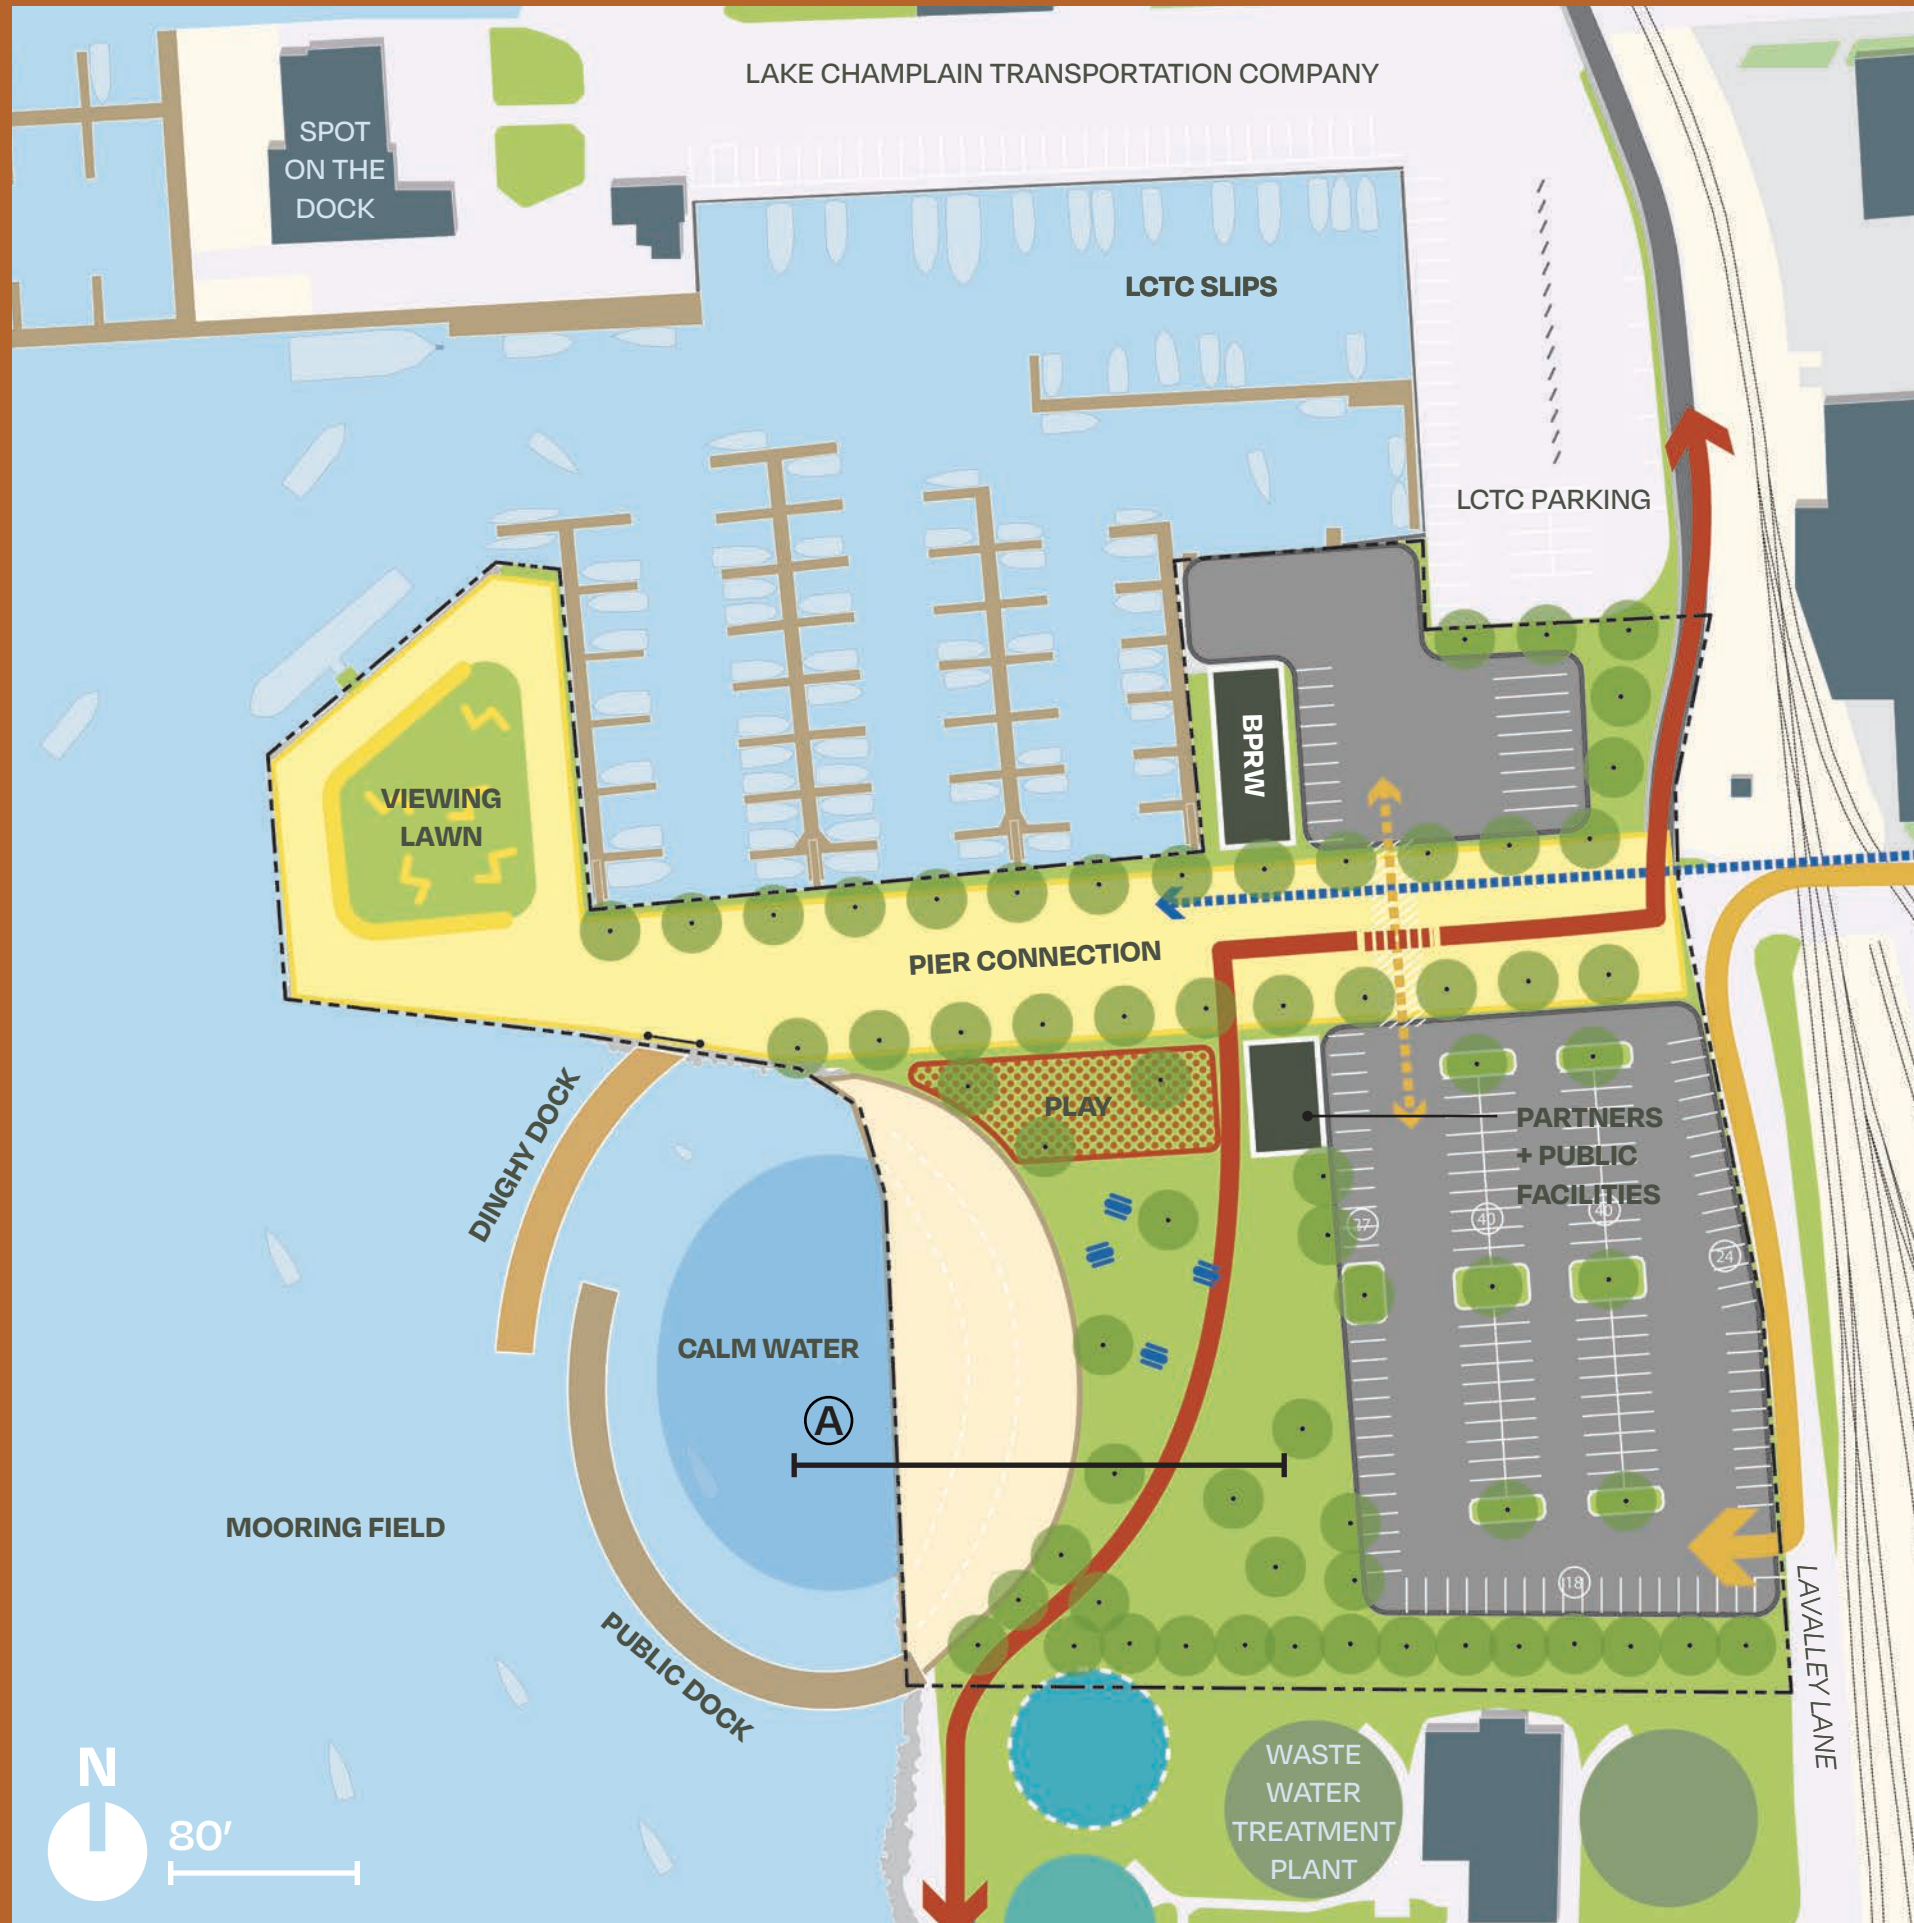 LAKE CHAMPLAIN TRANSPORTATION COMPANY
SPOT
ON THE
DOCK
LCTC SLIPS
LCTC PARKING
BPRW
VIEWING
LAWN
PIER CONNECTION
DINGHY DOCK
PLAY
PARTNERS
+ PUBLIC
FACILITIES
37
40
40
24
CALM WATER
A
MOORING FIELD
18
PUBLIC DOCK
LAVALLEY LANE
WASTE
WATER
TREATMENT
PLANT
N
80'